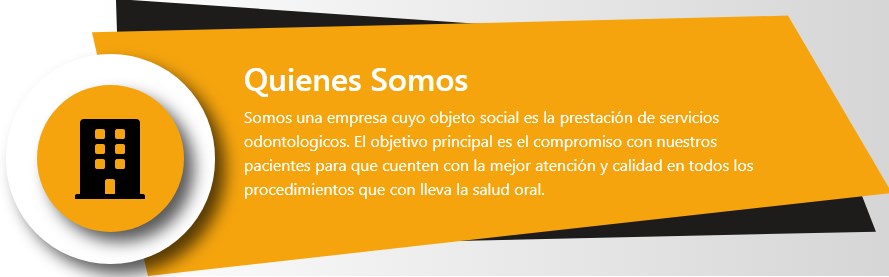 Quienes Somos
Somos una empresa cuyo objeto social es la prestación de servicios
odontologicos. El objetivo principal es el compromiso con nuestros
pacientes para que cuenten con la mejor atención y calidad en todos los
procedimientos que con lleva la salud oral.